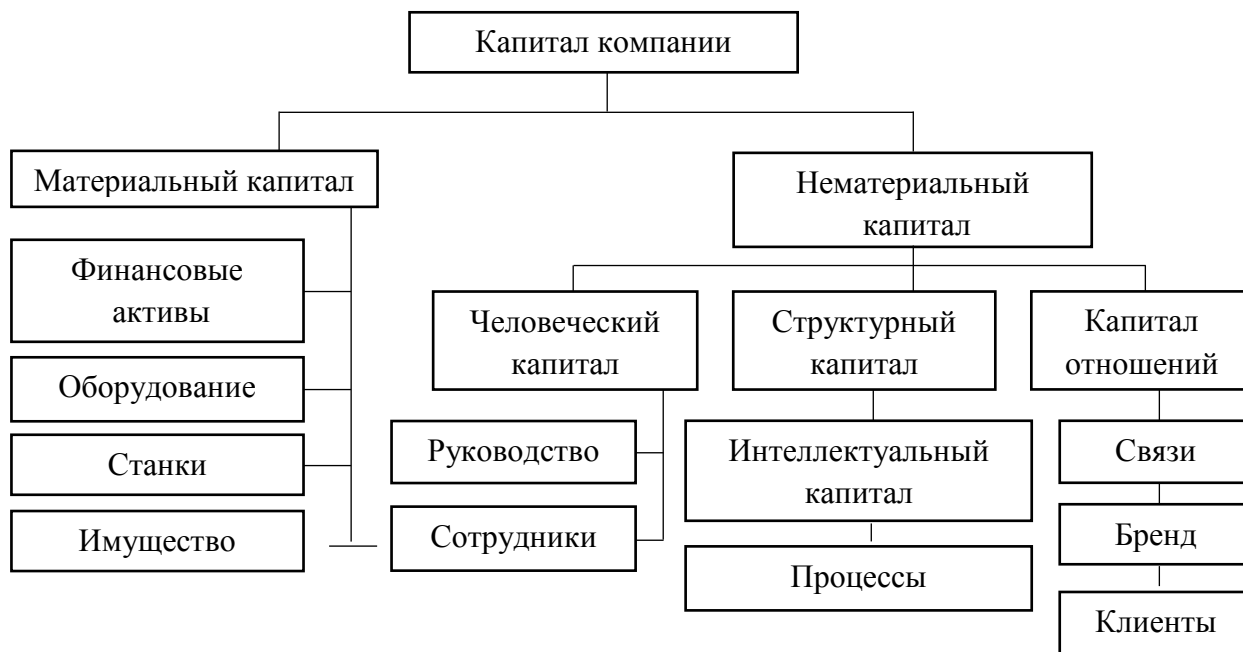 Капитал компании
Материальный капитал
Нематериальный
капитал
Финансовые
активы
Оборудование
Станки
Имущество
Человеческий
капитал
Руководство
Сотрудники
Структурный
капитал
Интеллектуальный
капитал
Процессы
Капитал
отношений
Связи
Бренд
Клиенты